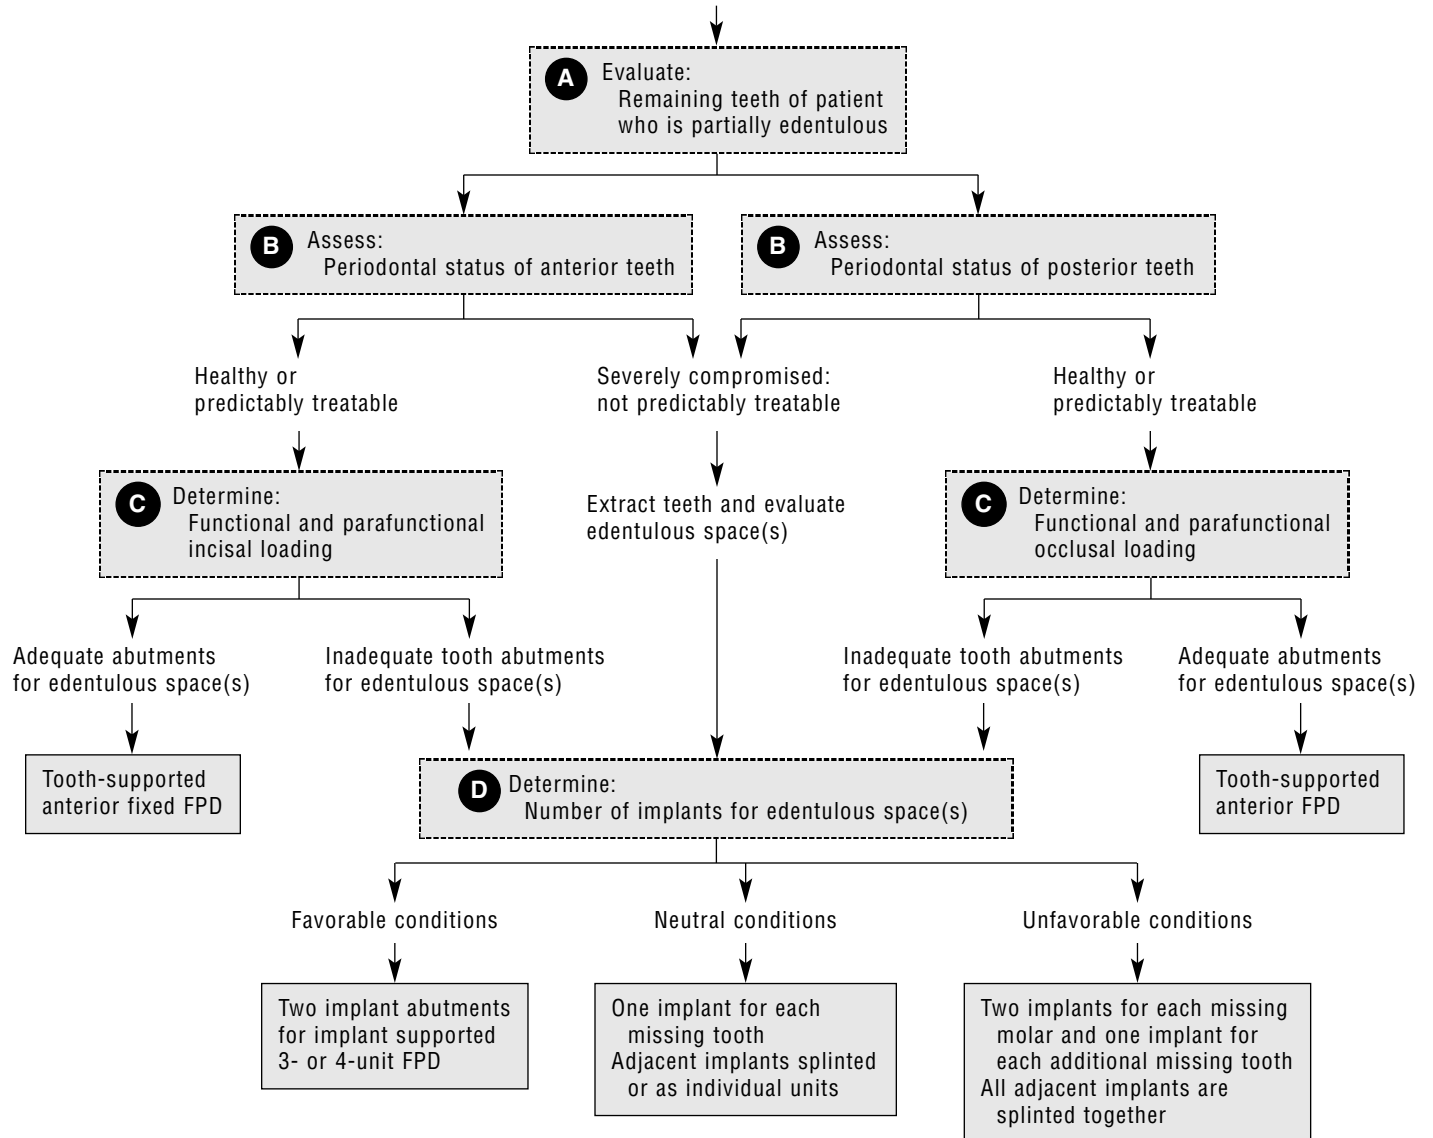 A
Evaluate:
Remaining teeth of patient
who is partially edentulous
B
Assess:
Periodontal status of anterior teeth
B
Assess:
Periodontal status of posterior teeth
Healthy or
predictably treatable
Severely compromised:
not predictably treatable
Healthy or
predictably treatable
C
Determine:
Functional and parafunctional
incisal loading
Extract teeth and evaluate
edentulous space(s)
C
Determine:
Functional and parafunctional
occlusal loading
Adequate abutments
for edentulous space(s)
Inadequate tooth abutments
for edentulous space(s)
Inadequate tooth abutments
for edentulous space(s)
Adequate abutments
for edentulous space(s)
Tooth-supported
anterior fixed FPD
D
Determine:
Number of implants for edentulous space(s)
Tooth-supported
anterior FPD
Favorable conditions
Neutral conditions
Unfavorable conditions
Two implant abutments
for implant supported
3- or 4-unit FPD
One implant for each
missing tooth
Adjacent implants splinted
or as individual units
Two implants for each missing
molar and one implant for
each additional missing tooth
All adjacent implants are
splinted together